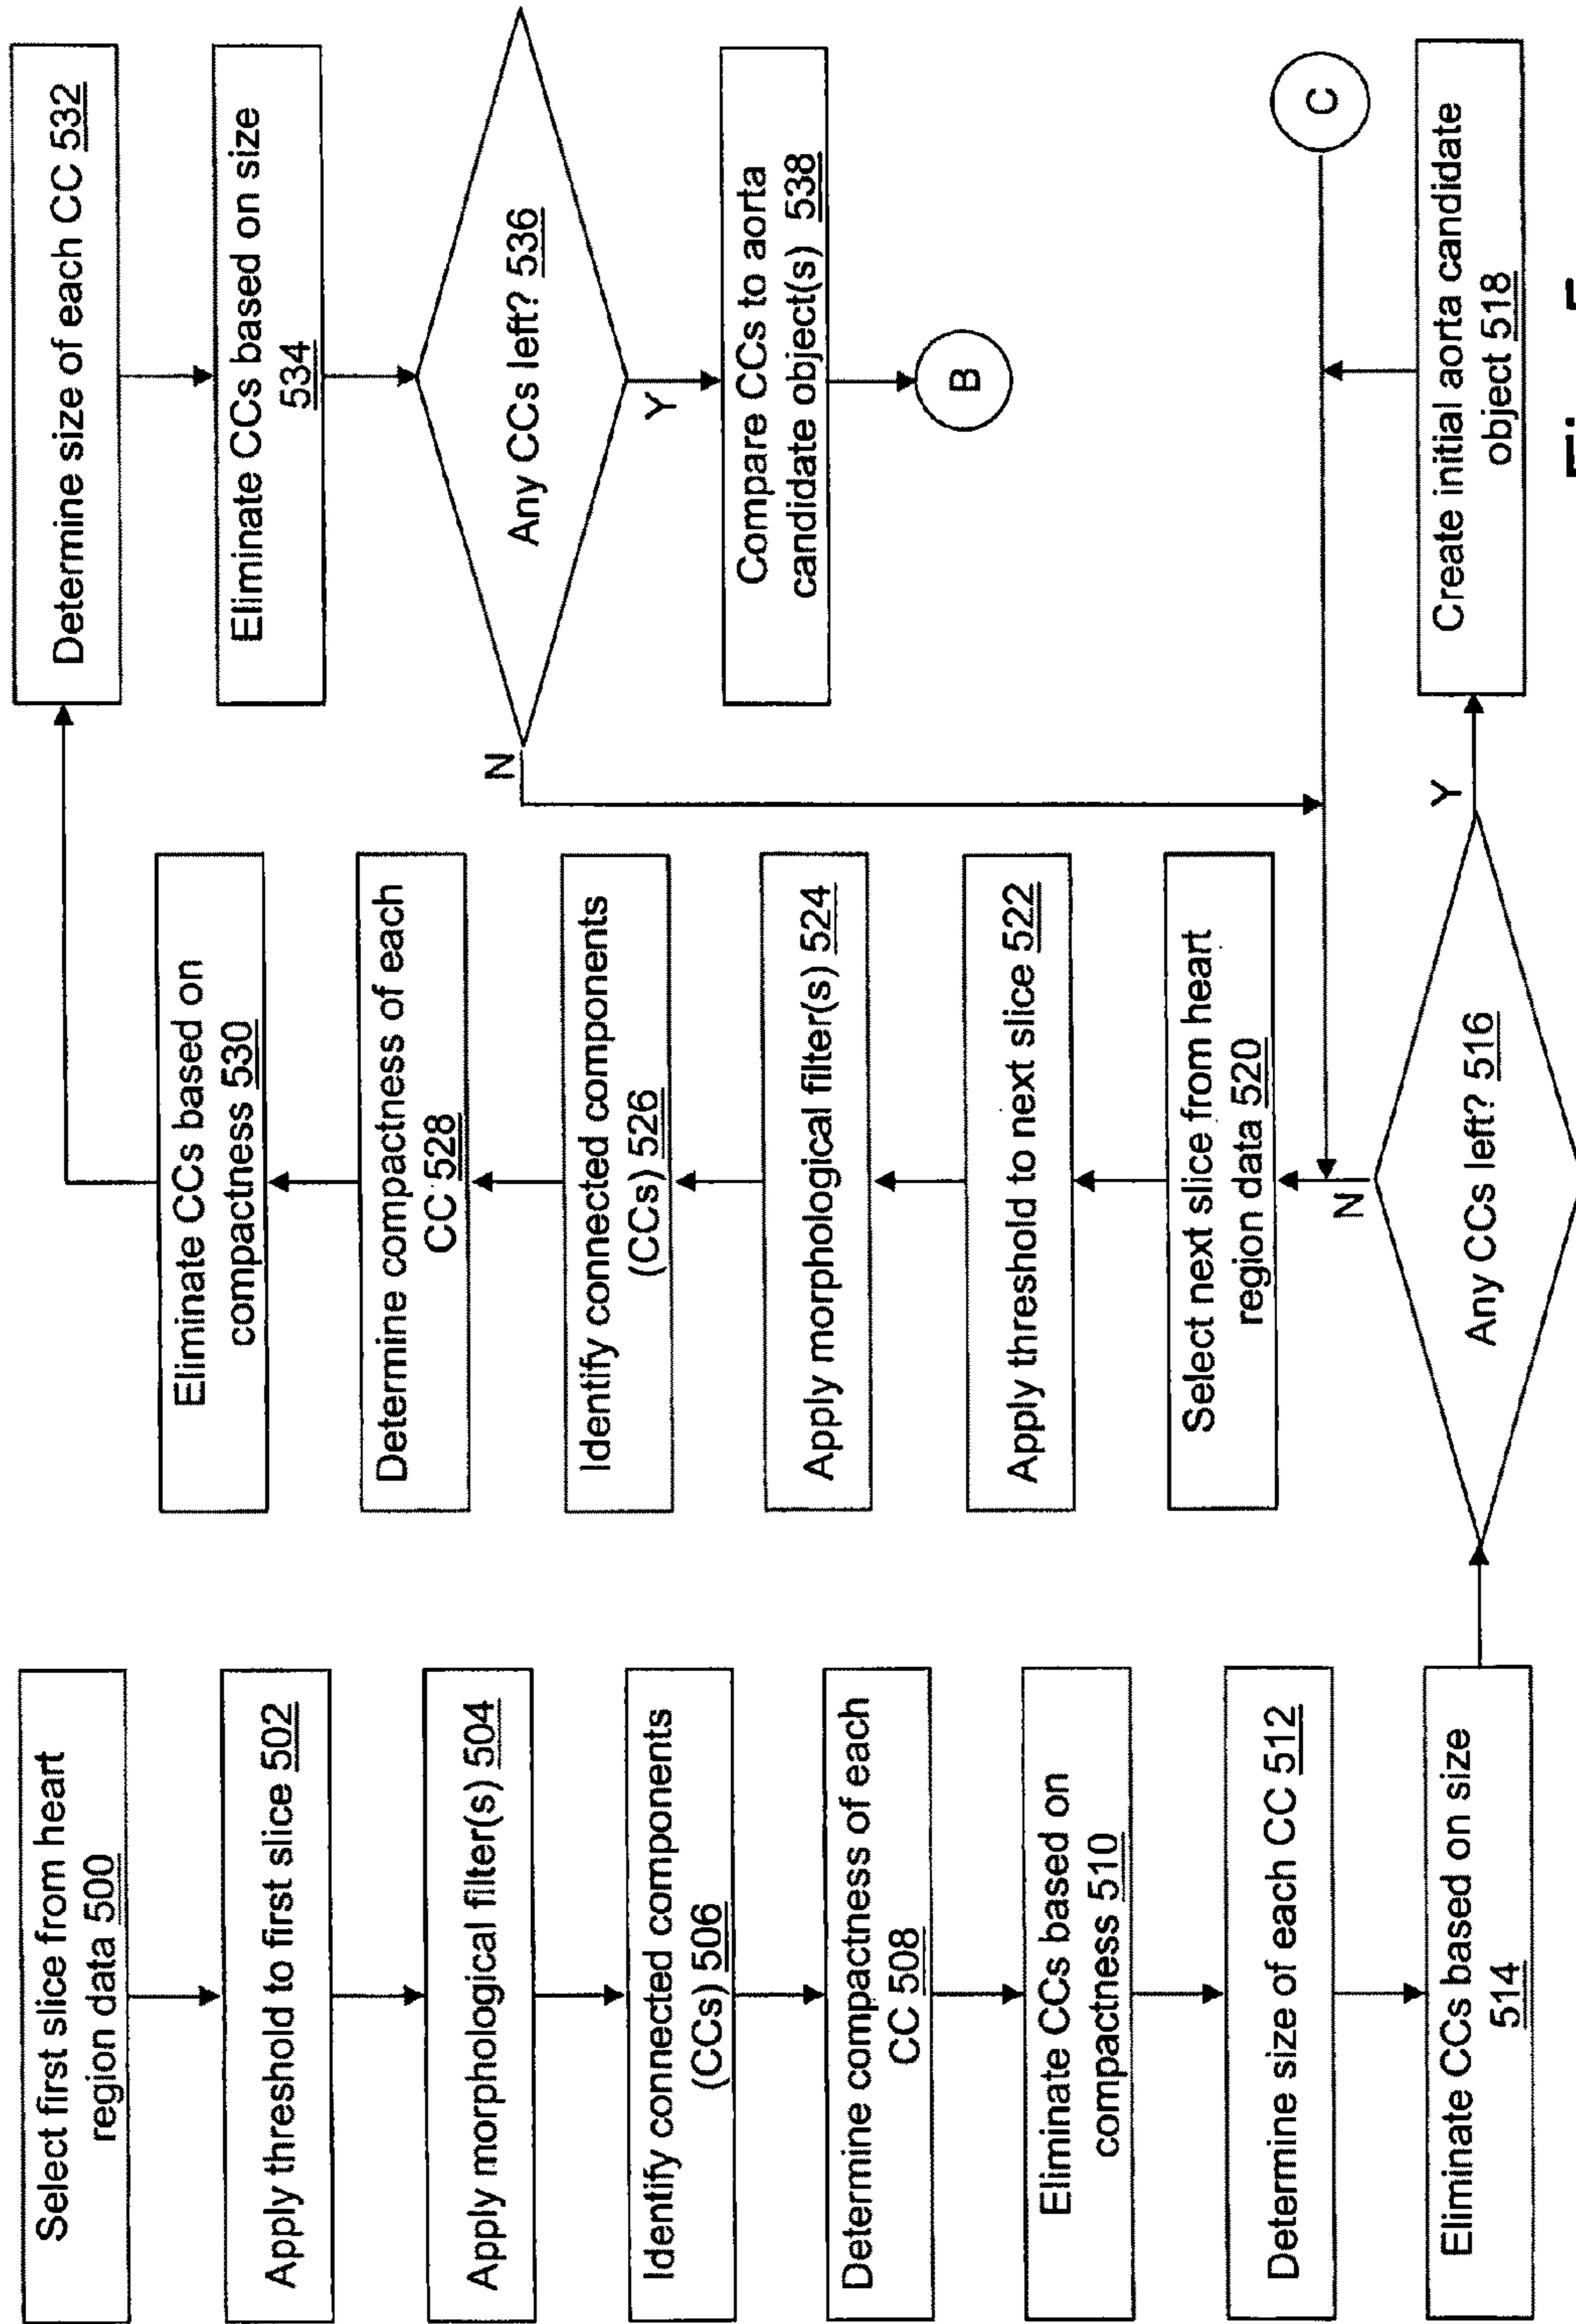 Select first slice from heart
region data 500
Apply threshold to first slice 502
Apply morphological filter(s) 504
Identify connected components
(CCs) 506
Determine compactness of each
CC 508
Eliminate CCs based on
compactness 510
Determine size of each CC 512
Eliminate CCs based on size
514
Any CCs left? 516
N
Y
Create initial aorta candidate
object 518
Select next slice from heart
region data 520
Apply threshold to next slice 522
Apply morphological filter(s) 524
Identify connected components
(CCs) 526
Determine compactness of each
CC 528
Eliminate CCs based on
compactness 530
Determine size of each CC 532
Eliminate CCs based on size
534
Any CCs left? 536
N
Y
Compare CCs to aorta
candidate object(s) 538
B
C